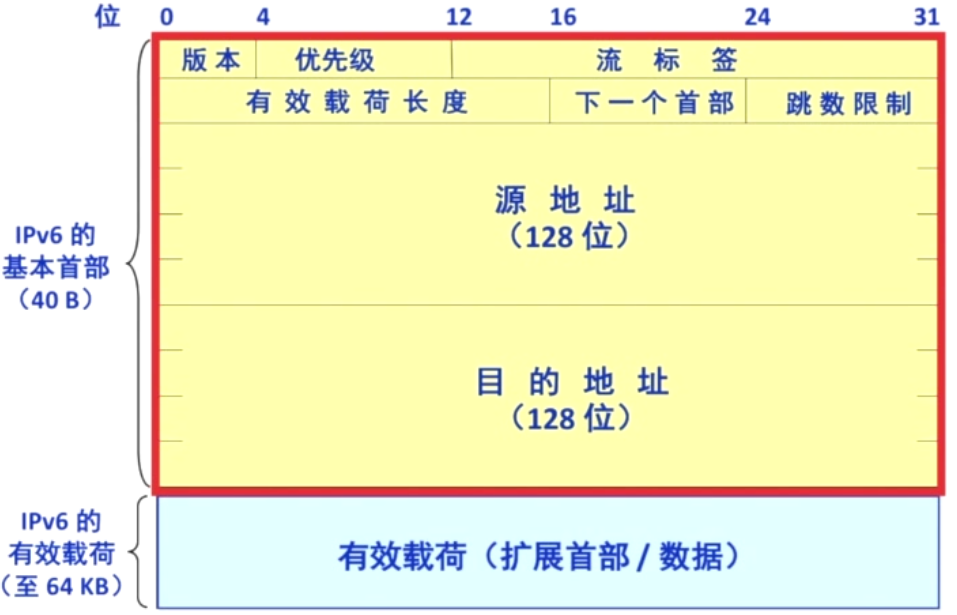 位 0 4 12 16 24 31
版本 优先级 流标签
有效载荷长度 下一个首部 跳数限制
源地址
（128 位）
IPv6 的
基本首部
（40 B）
目的地址
（128 位）
IPv6 的
有效载荷
（至 64 KB）
有效载荷（扩展首部 / 数据）